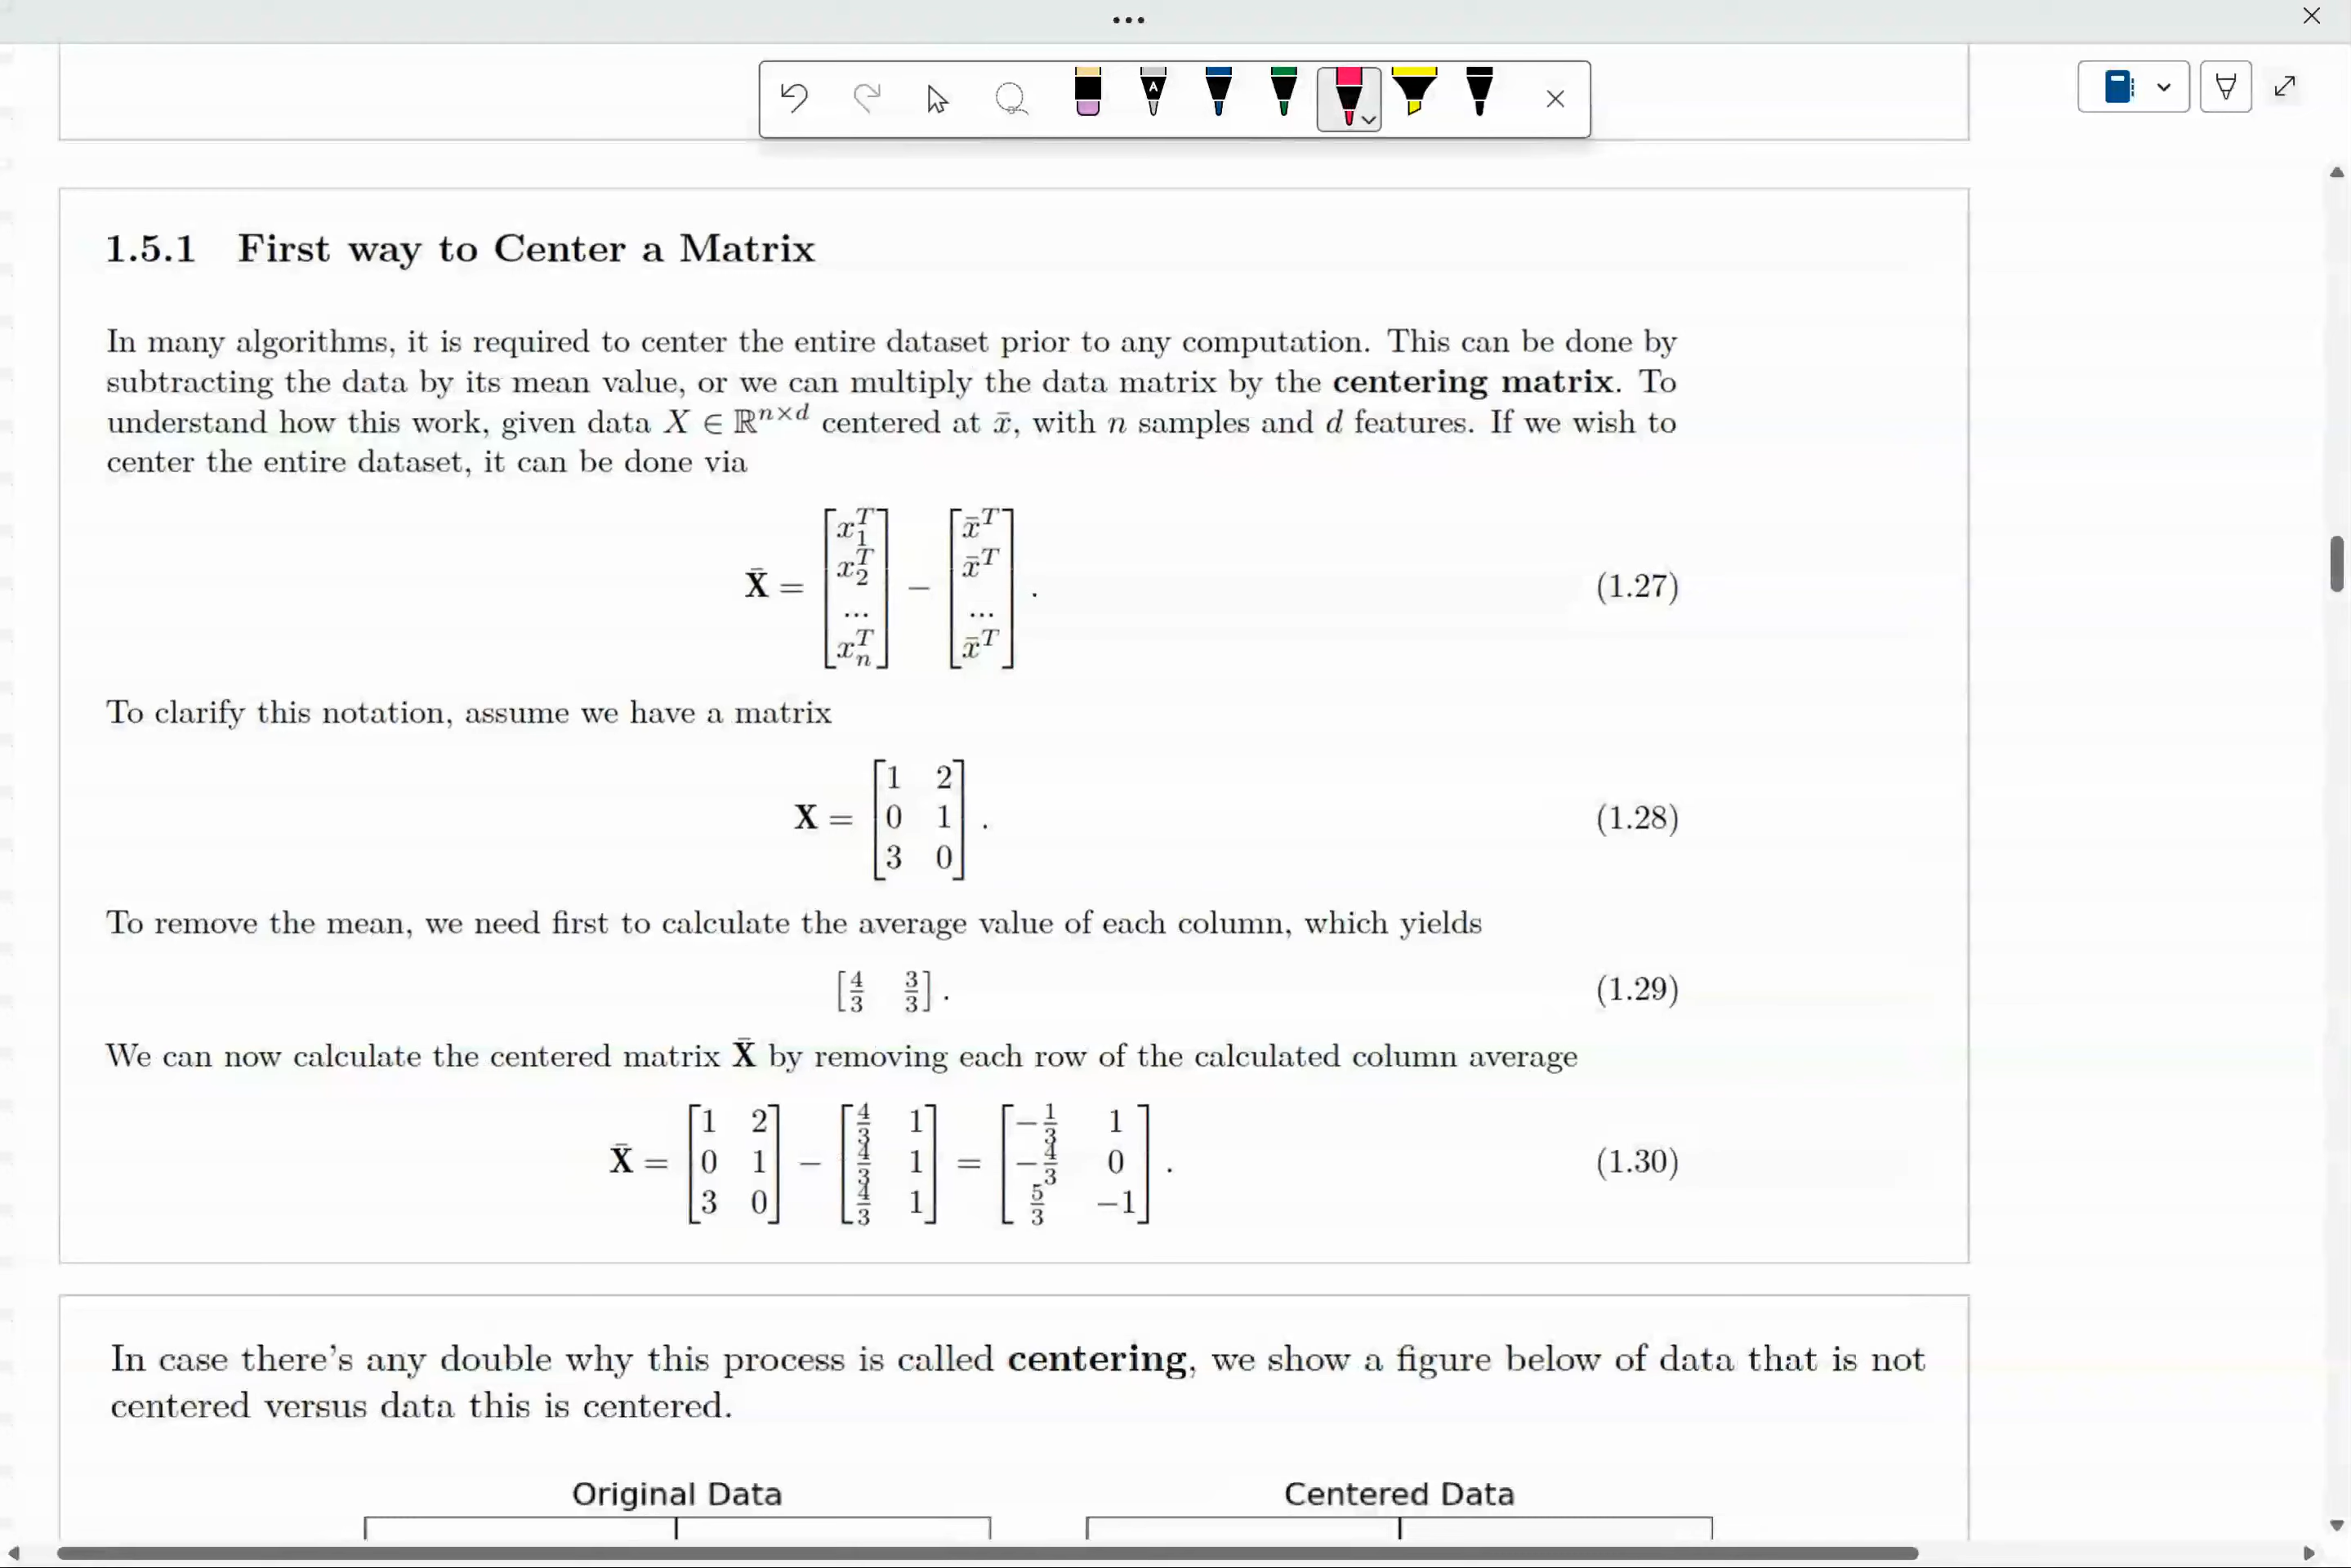 1.5.1 First way to Center a Matrix
In many algorithms, it is required to center the entire dataset prior to any computation. This can be done by
subtracting the data by its mean value, or we can multiply the data matrix by the centering matrix. To
understand how this work, given data X ∈ ℝⁿˣᵈ centered at x̄, with n samples and d features. If we wish to
center the entire dataset, it can be done via
X̄ = [x₁ᵀ; x₂ᵀ; ...; xₙᵀ] − [x̄ᵀ; x̄ᵀ; ...; x̄ᵀ] . (1.27)
To clarify this notation, assume we have a matrix
X = [1 2; 0 1; 3 0] . (1.28)
To remove the mean, we need first to calculate the average value of each column, which yields
[4/3 3/3] . (1.29)
We can now calculate the centered matrix X̄ by removing each row of the calculated column average
X̄ = [1 2; 0 1; 3 0] − [4/3 1; 4/3 1; 4/3 1] = [−1/3 1; −4/3 0; 5/3 −1] . (1.30)
In case there's any double why this process is called centering, we show a figure below of data that is not
centered versus data this is centered.
Original Data Centered Data